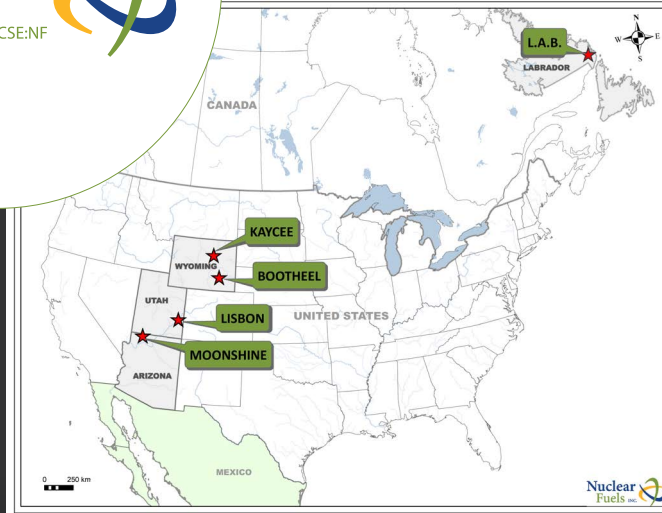 CSE:NF
N
W
E
S
L.A.B.
LABRADOR
CANADA
KAYCEE
WYOMING
BOOTHEEL
UTAH
LISBON
UNITED STATES
MOONSHINE
ARIZONA
MEXICO
0 250 km
Nuclear
Fuels INC.